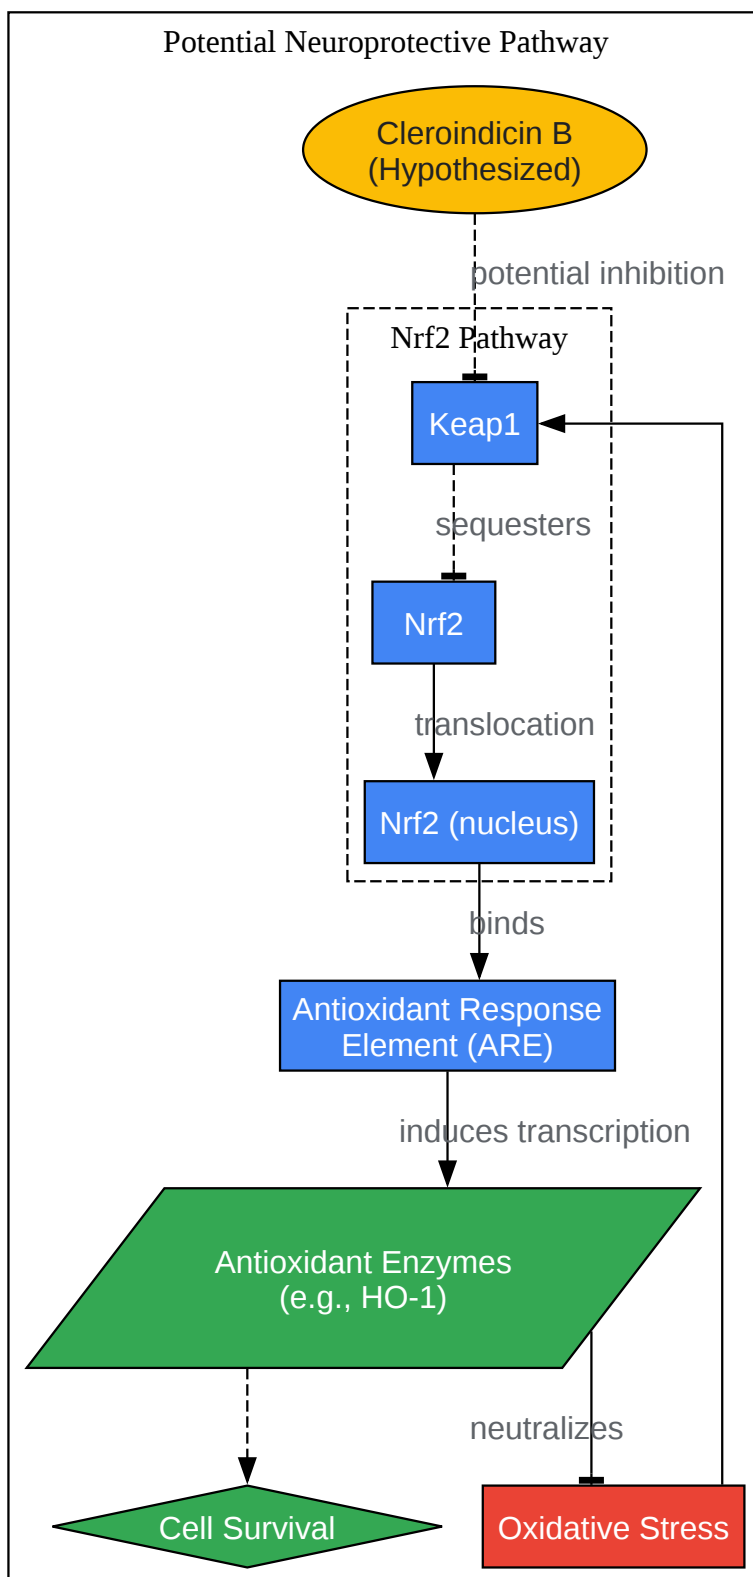 Potential Neuroprotective Pathway
Cleroindicin B
(Hypothesized)
potential inhibition
Nrf2 Pathway
Keap1
sequesters
Nrf2
translocation
Nrf2 (nucleus)
binds
Antioxidant Response
Element (ARE)
induces transcription
Antioxidant Enzymes
(e.g., HO-1)
neutralizes
Cell Survival
Oxidative Stress